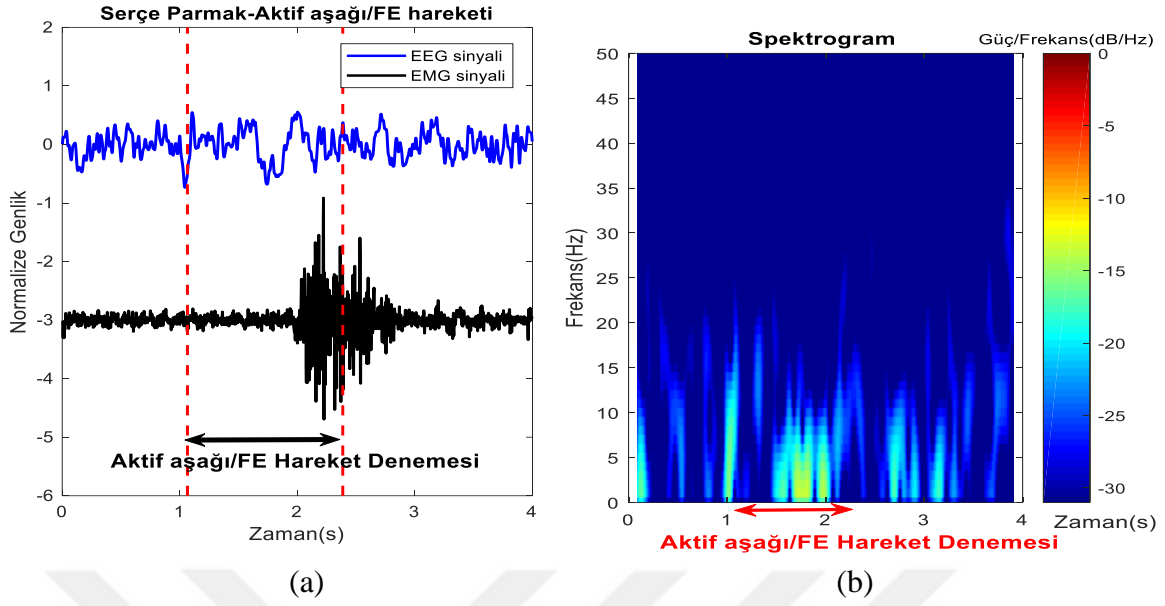 Serçe Parmak-Aktif aşağı/FE hareketi
EEG sinyali
EMG sinyali
Normalize Genlik
2
1
0
-1
-2
-3
-4
-5
-6
Aktif aşağı/FE Hareket Denemesi
0 1 2 3 4
Zaman(s)
(a)
Spektrogram
Güç/Frekans(dB/Hz)
Frekans(Hz)
50
45
40
35
30
25
20
15
10
5
0
0 1 2 3 4
0
-5
-10
-15
-20
-25
-30
Zaman(s)
Aktif aşağı/FE Hareket Denemesi
(b)